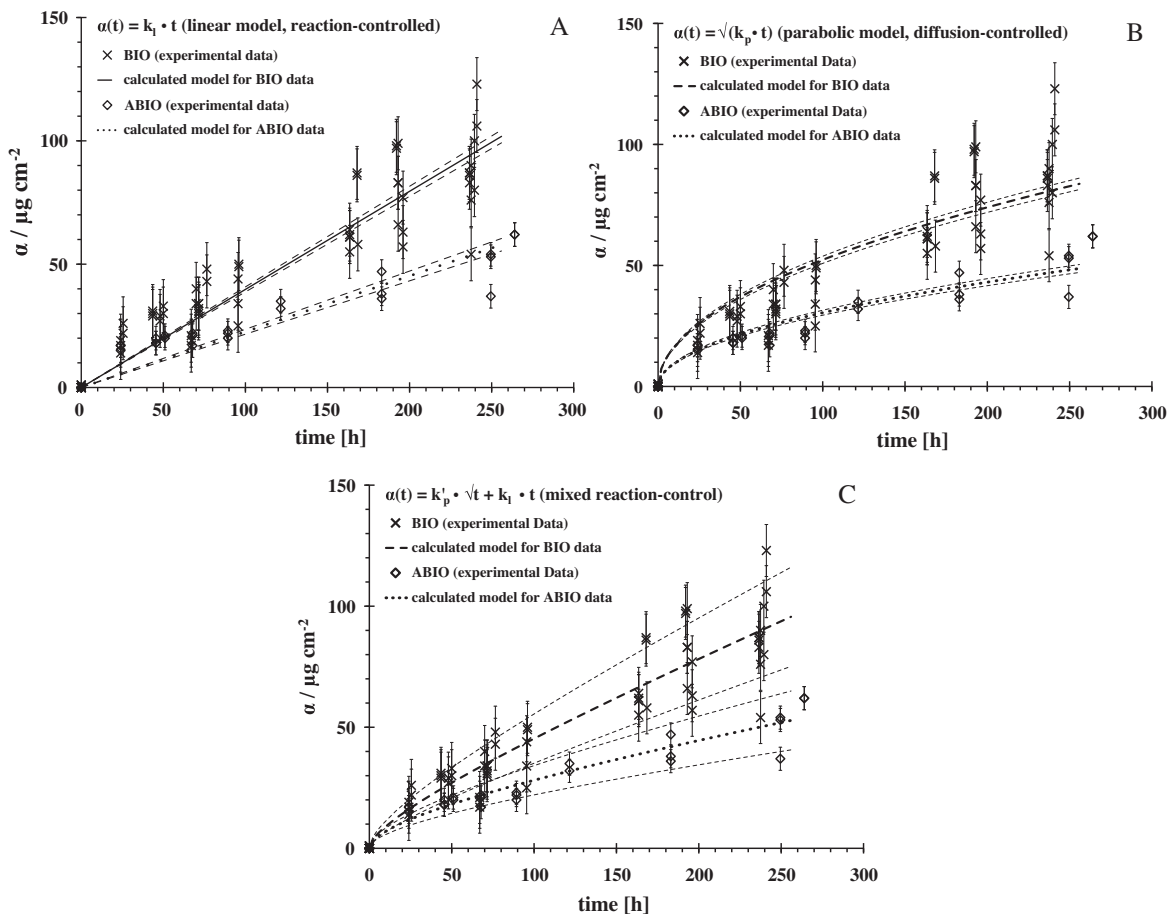 A
α(t) = kₗ • t (linear model, reaction-controlled)
BIO (experimental data)
calculated model for BIO data
ABIO (experimental data)
calculated model for ABIO data
α / μg cm⁻²
150
100
50
0
0 50 100 150 200 250 300
time [h]
B
α(t) = √(kₚ• t) (parabolic model, diffusion-controlled)
BIO (experimental Data)
calculated model for BIO data
ABIO (experimental Data)
calculated model for ABIO data
α / μg cm⁻²
150
100
50
0
0 50 100 150 200 250 300
time [h]
C
α(t) = k'ₚ • √t + kₗ • t (mixed reaction-control)
BIO (experimental Data)
calculated model for BIO data
ABIO (experimental Data)
calculated model for ABIO data
α / μg cm⁻²
150
100
50
0
0 50 100 150 200 250 300
time [h]